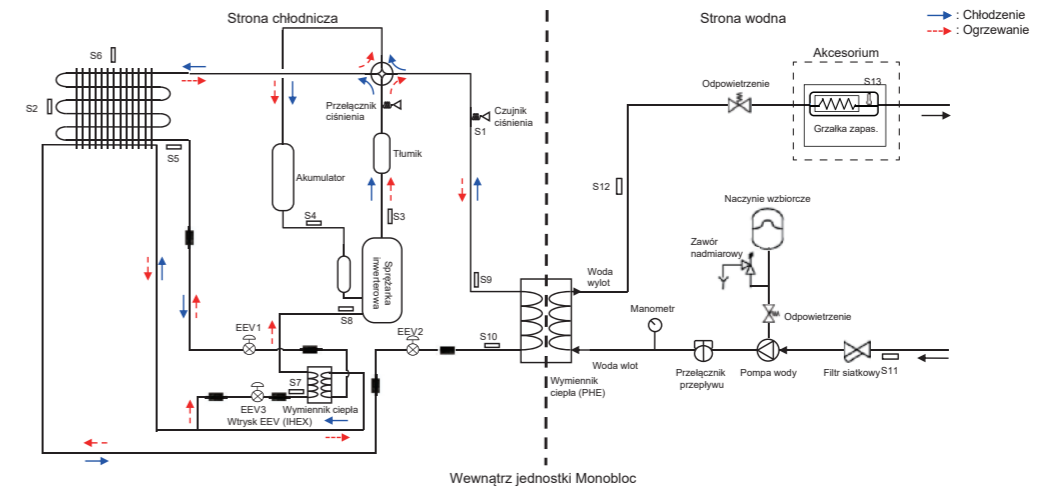 Strona chłodnicza
Strona wodna
: Chłodzenie
: Ogrzewanie
S6
S2
S5
Przełącznik
ciśnienia
Czujnik
ciśnienia
S1
Tłumik
Akumulator
S4
S3
Sprężarka
inwerterowa
S8
S9
S10
EEV1
EEV2
S7
EEV3
Wymiennik ciepła
Wtrysk EEV (IHEX)
Akcesorium
Odpowietrzenie
S13
Grzałka zapas.
S12
Naczynie wzbiorcze
Zawór
nadmiarowy
Woda
wylot
Manometr
Odpowietrzenie
Woda wlot
Wymiennik
ciepła (PHE)
Przełącznik
przepływu
Pompa wody
Filtr siatkowy
S11
Wewnątrz jednostki Monobloc